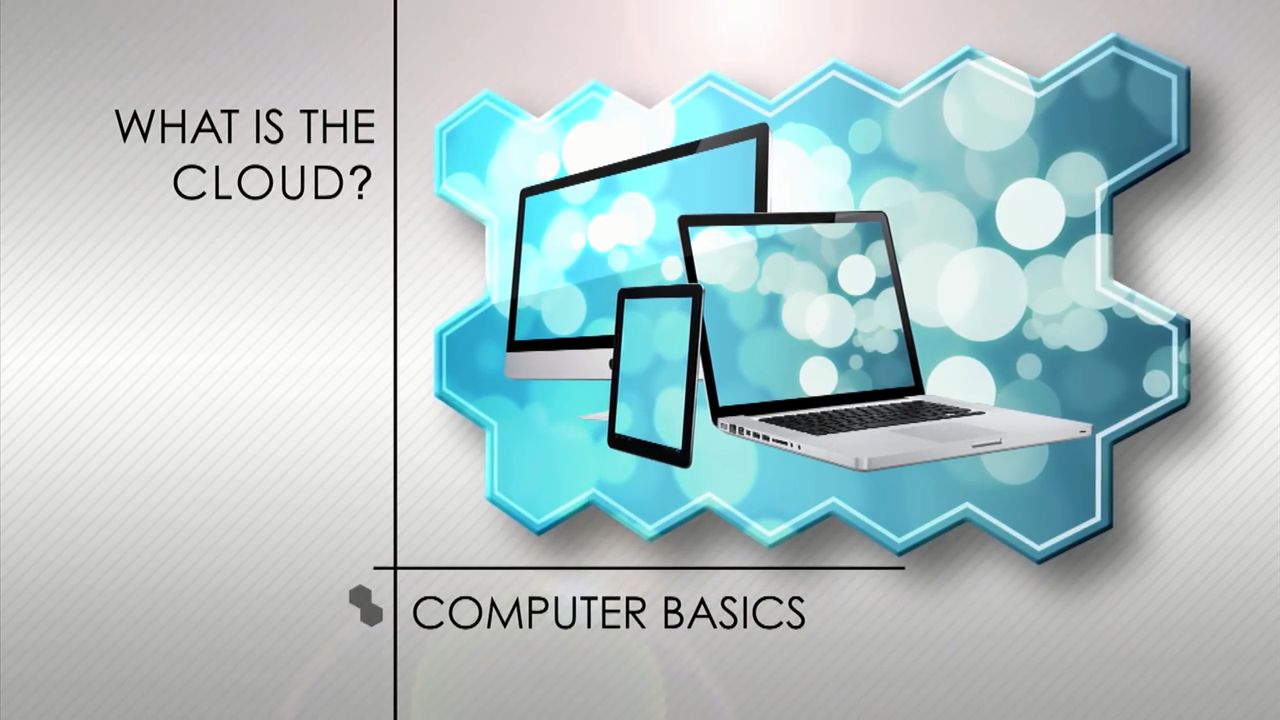 WHAT IS THE
CLOUD?
COMPUTER BASICS